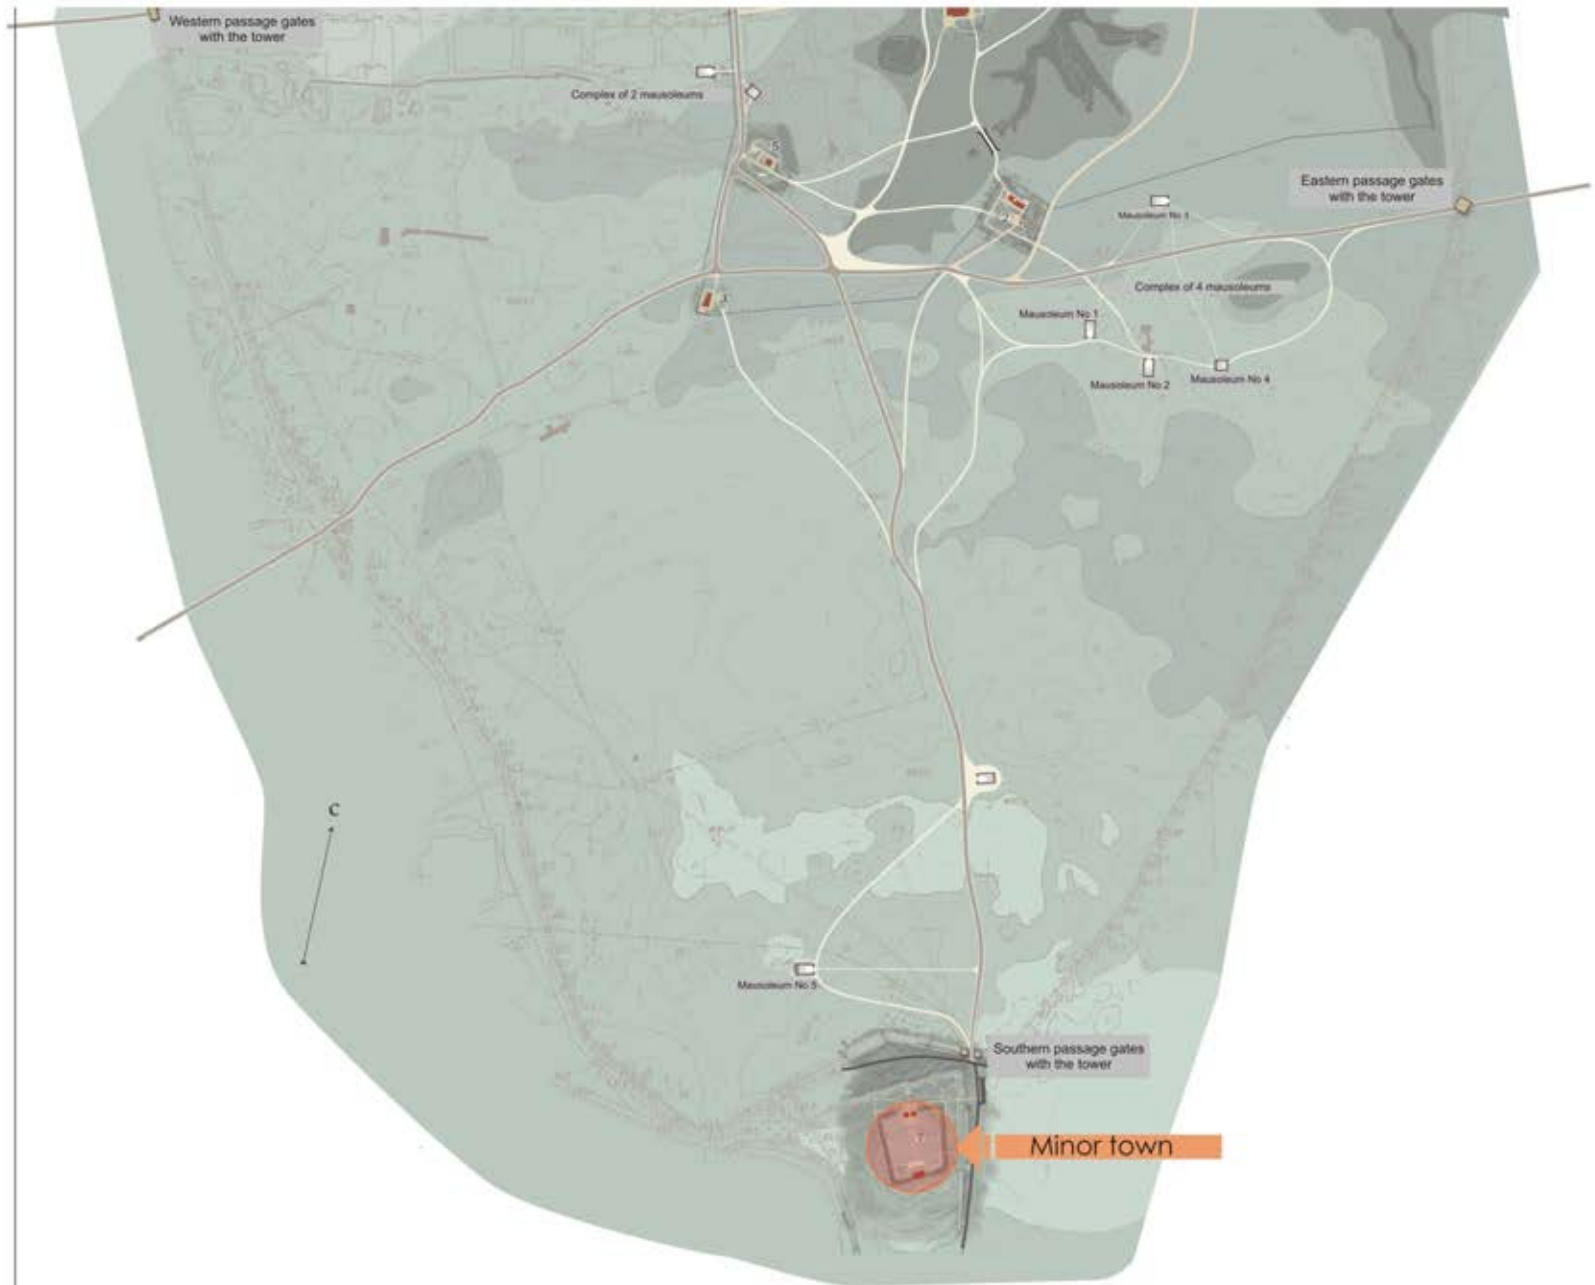 Western passage gates
with the tower
Complex of 2 mausoleums
5
Eastern passage gates
with the tower
Mausoleum No 3
Complex of 4 mausoleums
Mausoleum No 1
Mausoleum No 2
Mausoleum No 4
C
Mausoleum No 5
Southern passage gates
with the tower
Minor town